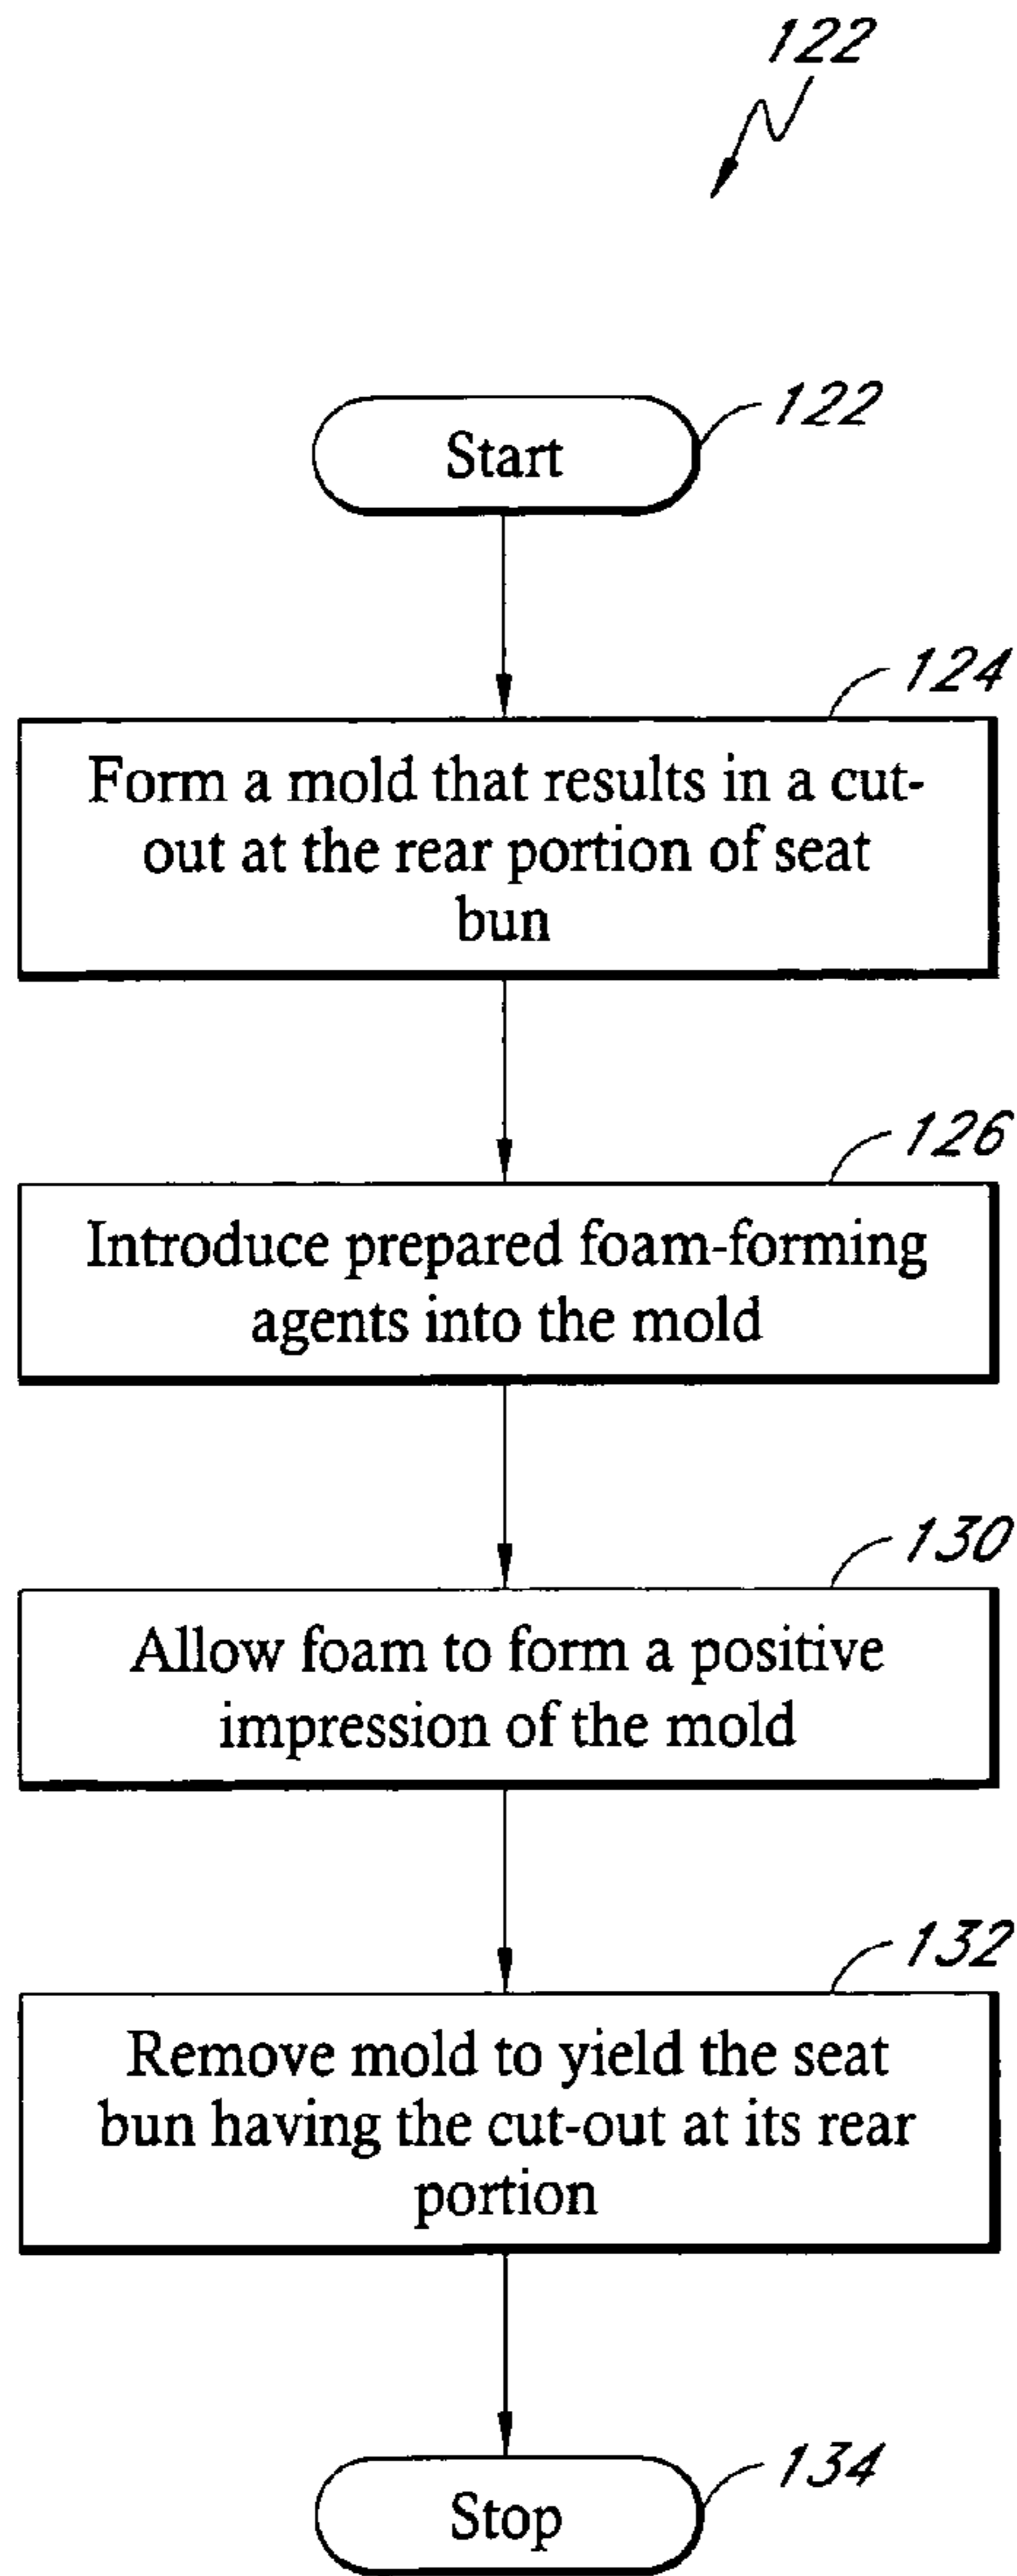 122
Start
122
124
Form a mold that results in a cut-
out at the rear portion of seat
bun
126
Introduce prepared foam-forming
agents into the mold
130
Allow foam to form a positive
impression of the mold
132
Remove mold to yield the seat
bun having the cut-out at its rear
portion
134
Stop